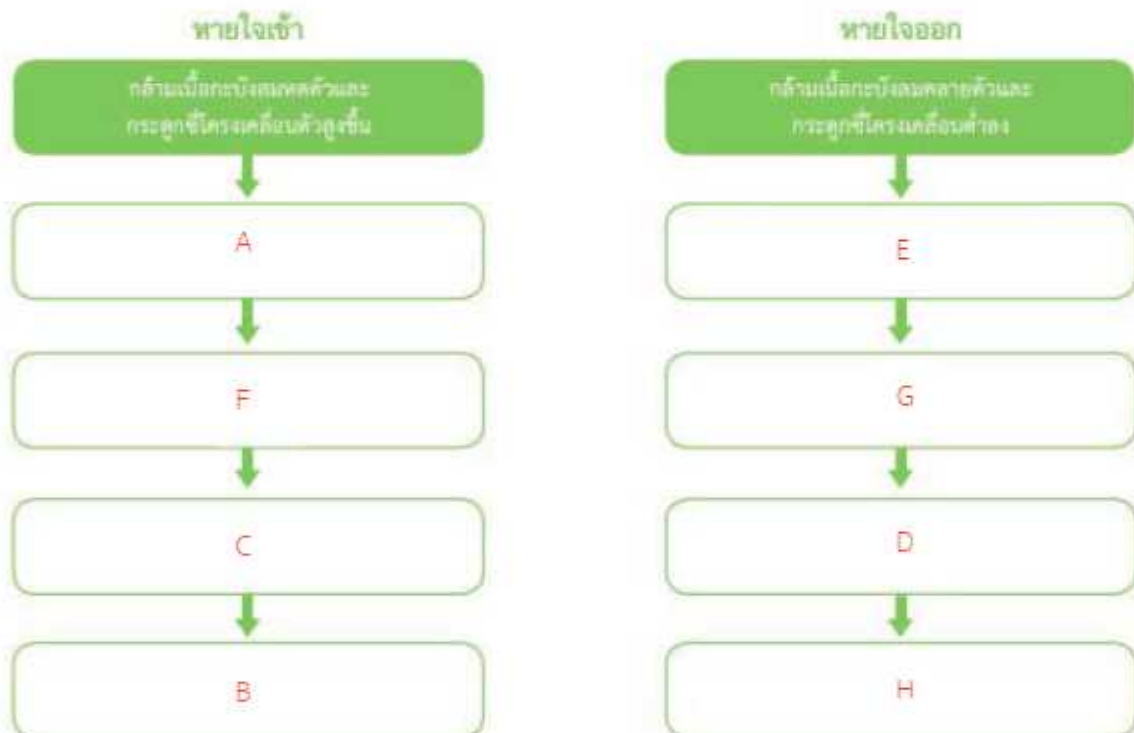 หายใจเข้า
กล้ามเนื้อกะบังลมหดตัวและ
กระดูกซี่โครงเคลื่อนตัวสูงขึ้น
A
F
C
B
หายใจออก
กล้ามเนื้อกะบังลมคลายตัวและ
กระดูกซี่โครงเคลื่อนต่ำลง
E
G
D
H